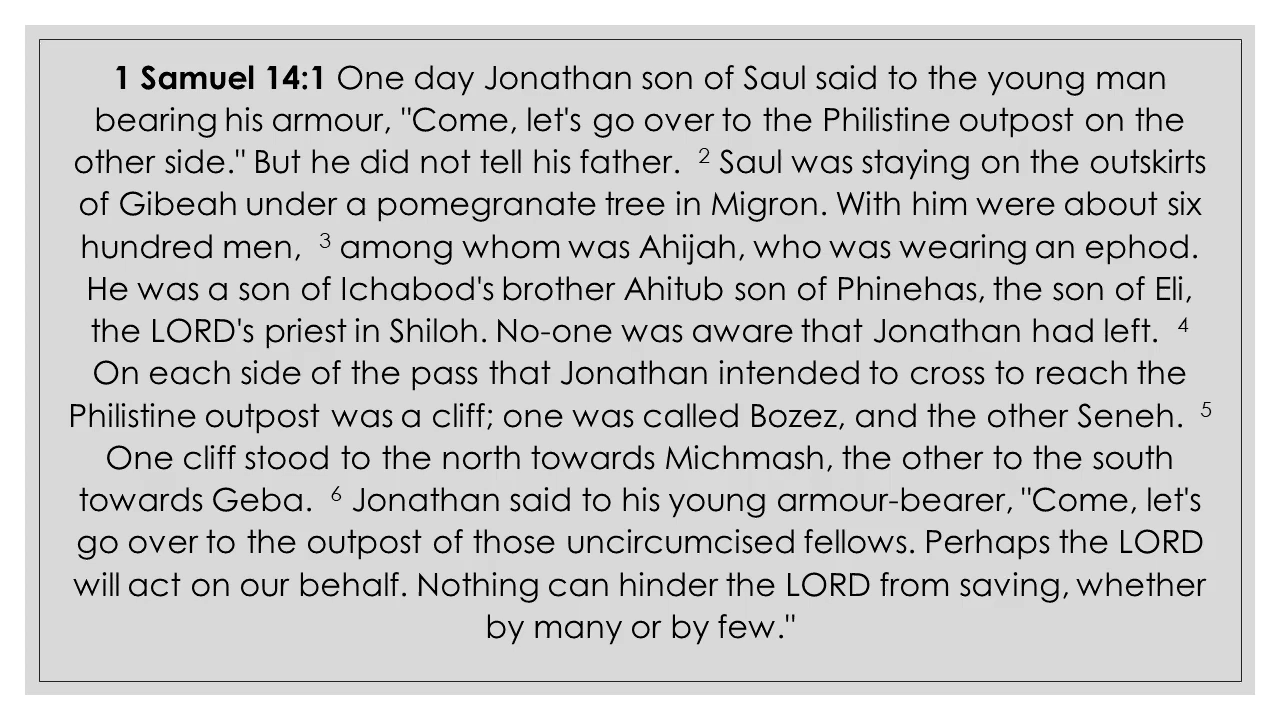 1 Samuel 14:1 One day Jonathan son of Saul said to the young man
bearing his armour, "Come, let's go over to the Philistine outpost on the
other side." But he did not tell his father. 2 Saul was staying on the outskirts
of Gibeah under a pomegranate tree in Migron. With him were about six
hundred men, 3 among whom was Ahijah, who was wearing an ephod.
He was a son of Ichabod's brother Ahitub son of Phinehas, the son of Eli,
the LORD's priest in Shiloh. No-one was aware that Jonathan had left. 4
On each side of the pass that Jonathan intended to cross to reach the
Philistine outpost was a cliff; one was called Bozez, and the other Seneh. 5
One cliff stood to the north towards Michmash, the other to the south
towards Geba. 6 Jonathan said to his young armour-bearer, "Come, let's
go over to the outpost of those uncircumcised fellows. Perhaps the LORD
will act on our behalf. Nothing can hinder the LORD from saving, whether
by many or by few."